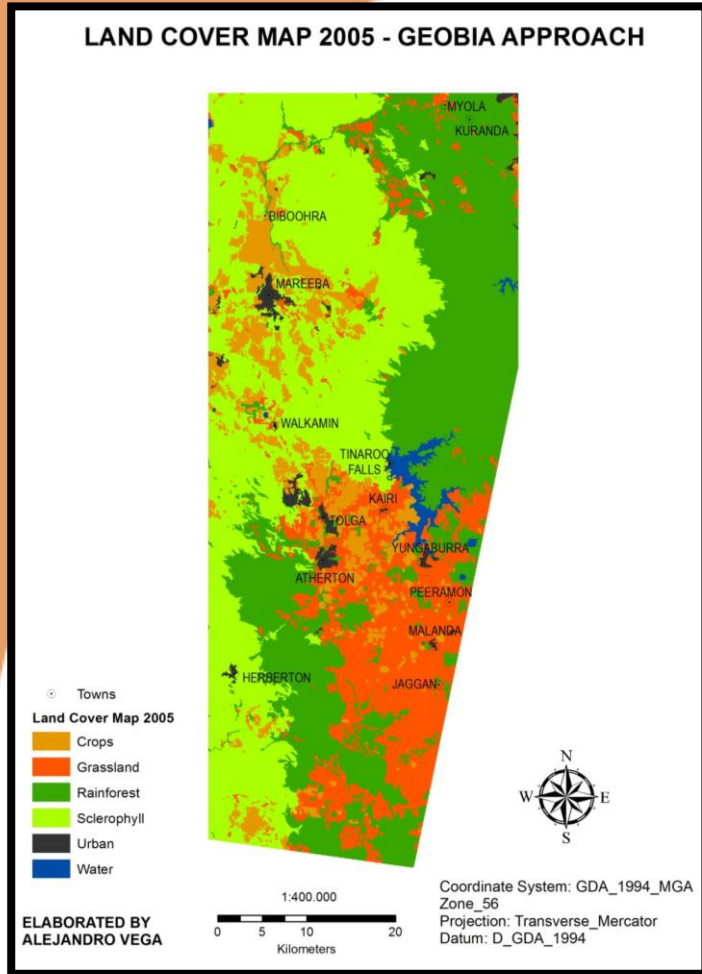 LAND COVER MAP 2005 - GEOBIA APPROACH
MYOLA
KURANDA
BIBOOHRA
MAREEBA
WALKAMIN
TINAROO
FALLS
KAIRI
TOLGA
YUNGABURRA
ATHERTON
PEERAMON
MALANDA
HERBERTON
JAGGAN
Towns
Land Cover Map 2005
Crops
Grassland
Rainforest
Sclerophyll
Urban
Water
N
W
E
S
1:400.000
0 5 10 20
Kilometers
ELABORATED BY
ALEJANDRO VEGA
Coordinate System: GDA_1994_MGA
Zone_56
Projection: Transverse_Mercator
Datum: D_GDA_1994